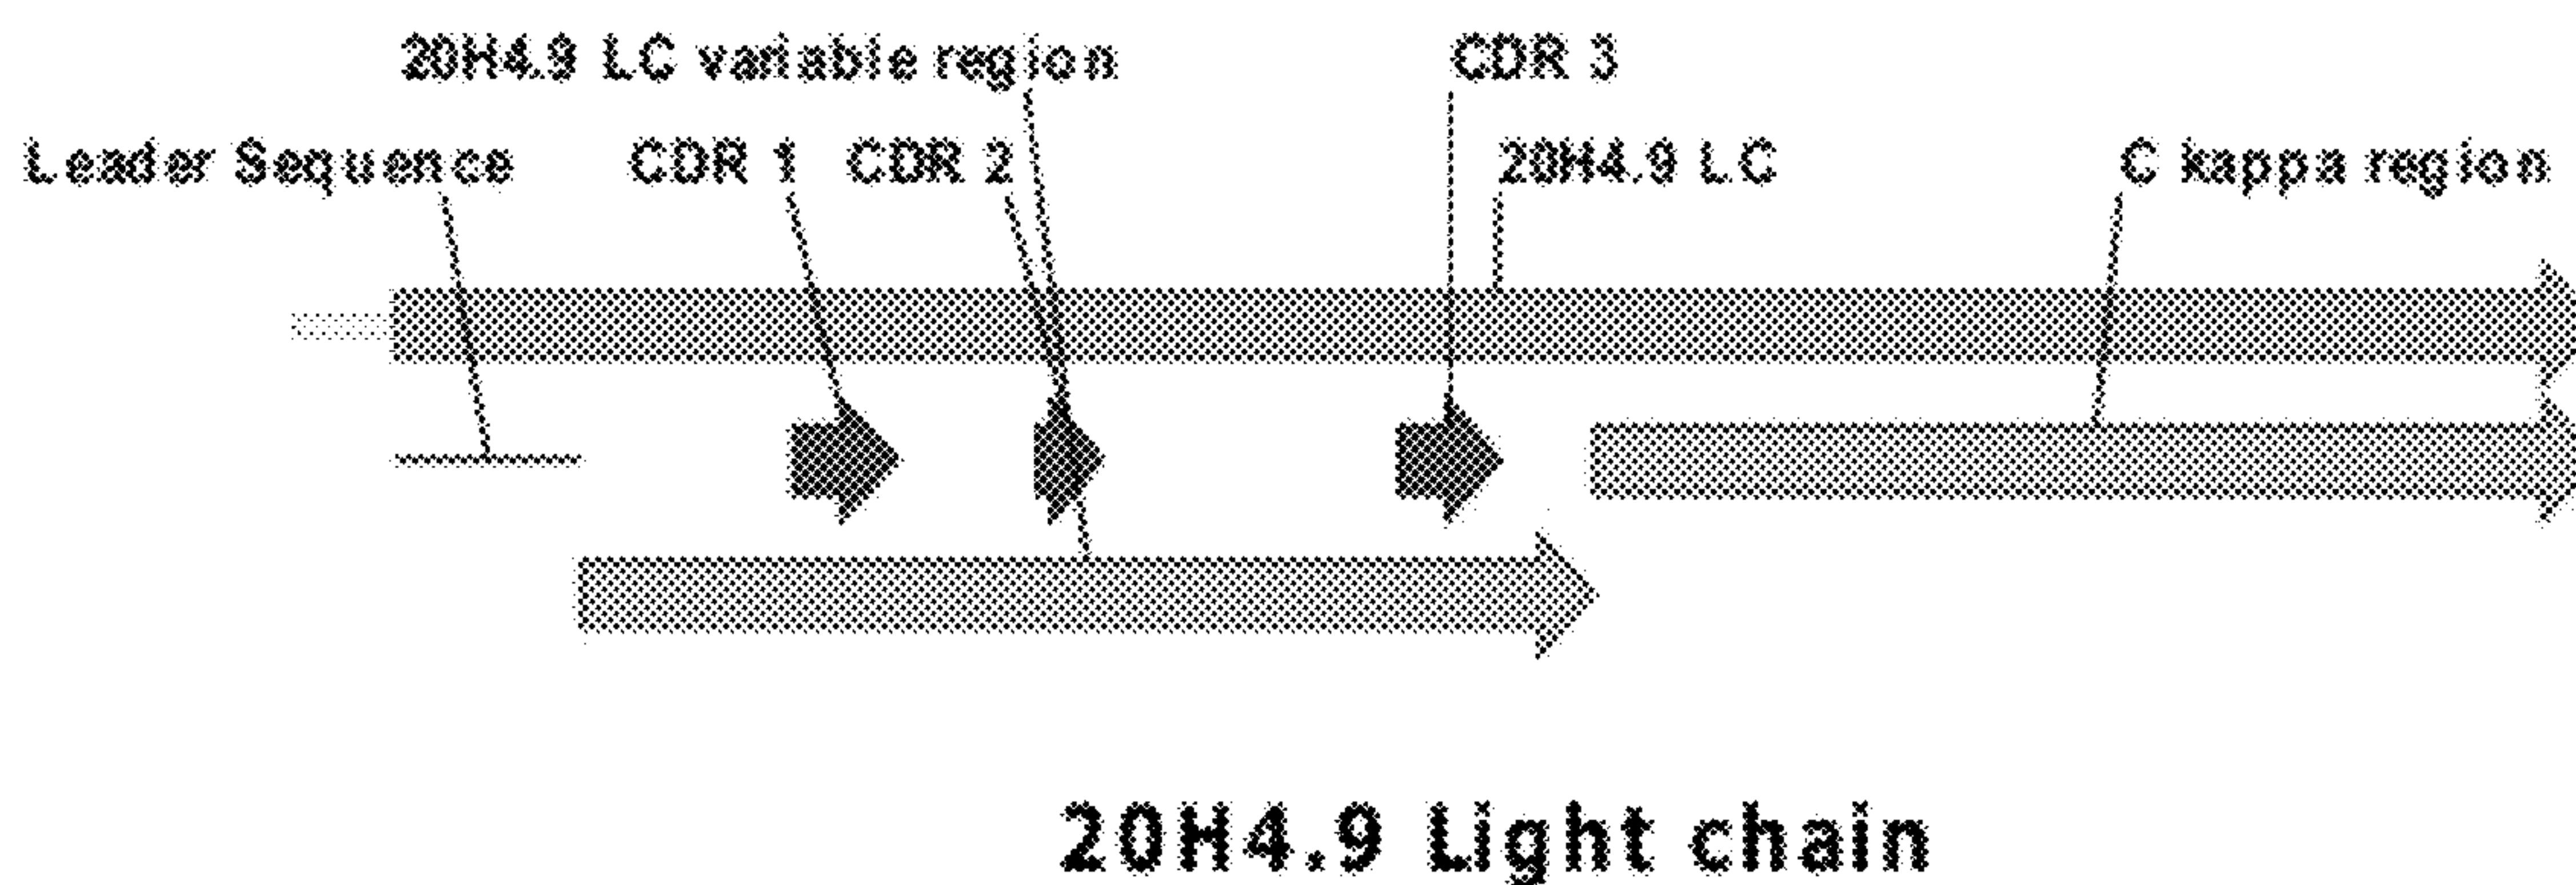 20H4.9 LC variable region CDR 3
Leader Sequence CDR 1 CDR 2 20H4.9 LC C kappa region
20H4.9 Light chain